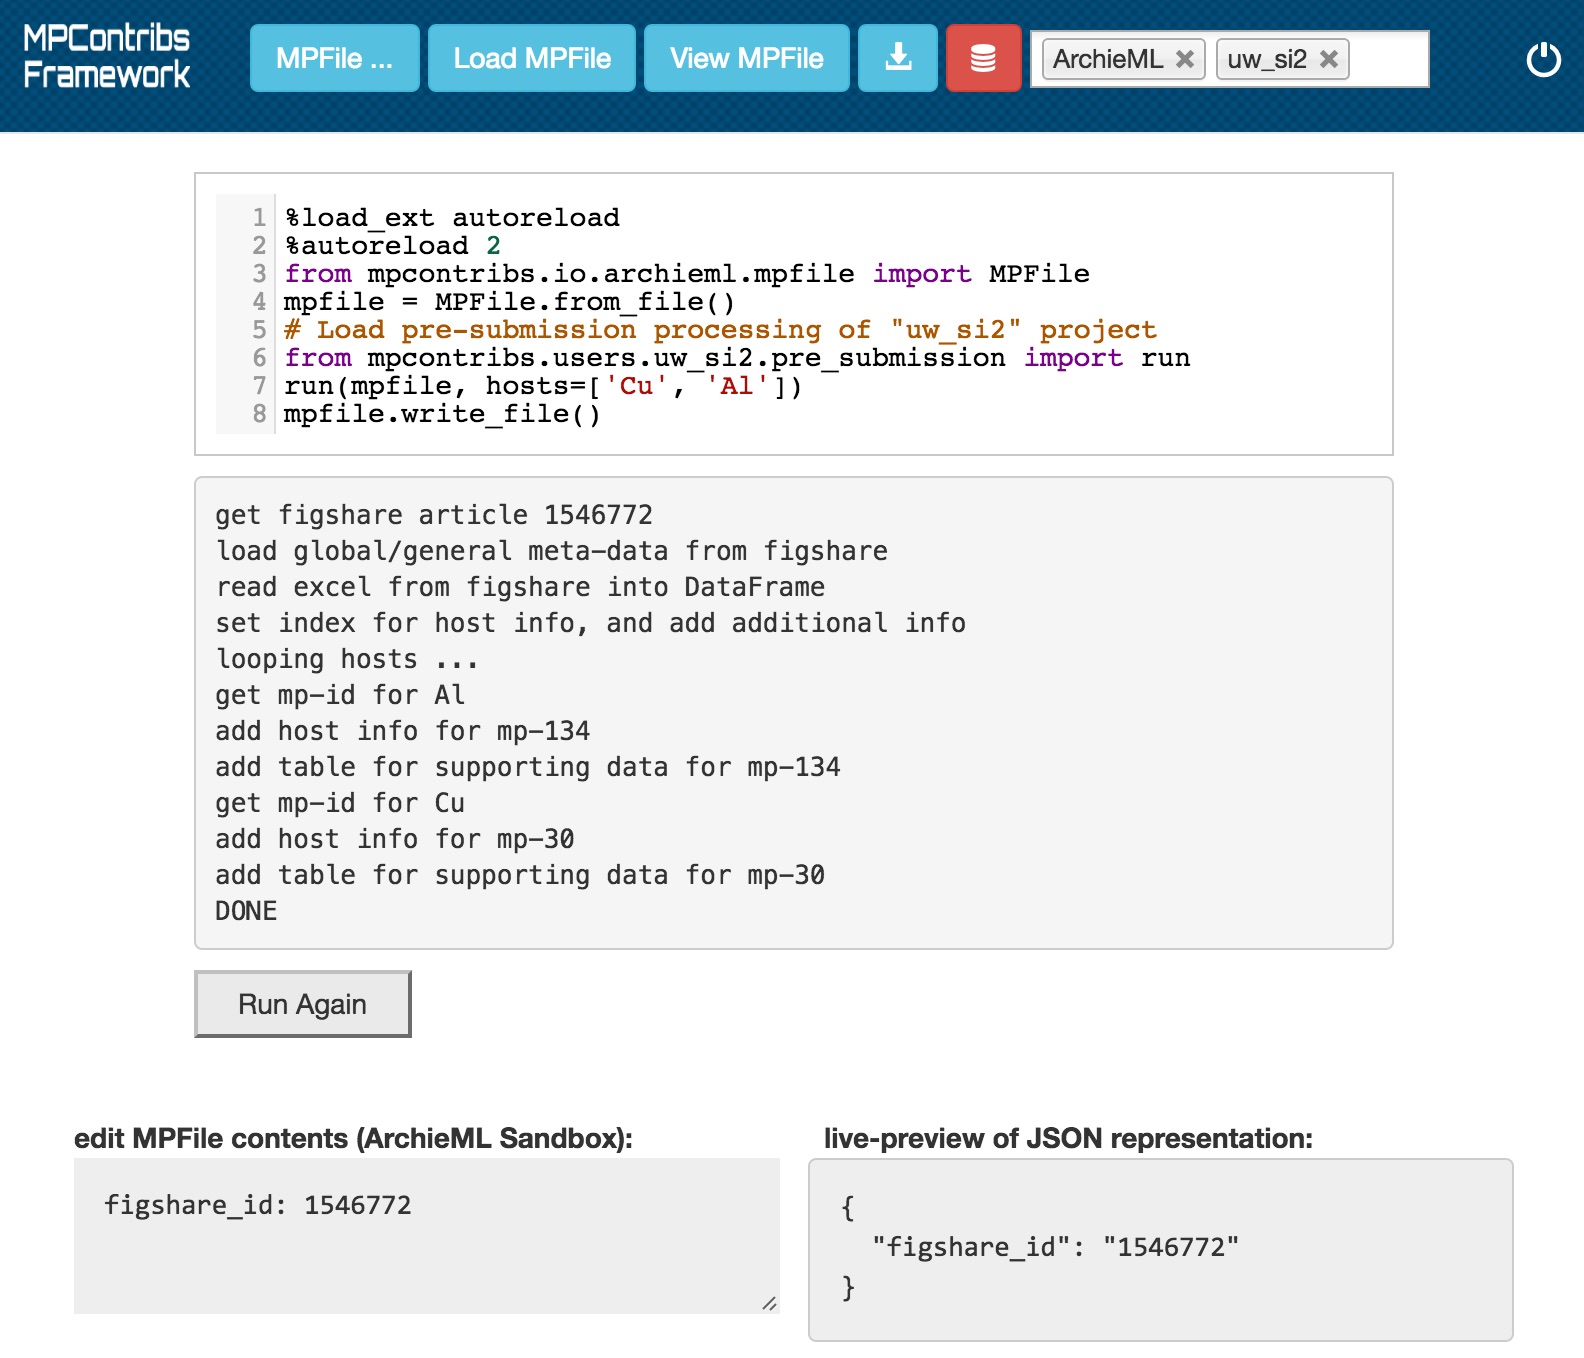 MPContribs
Framework
MPFile ...
Load MPFile
View MPFile
ArchieML ✖
uw_si2 ✖
1 %load_ext autoreload
2 %autoreload 2
3 from mpcontribs.io.archieml.mpfile import MPFile
4 mpfile = MPFile.from_file()
5 # Load pre-submission processing of "uw_si2" project
6 from mpcontribs.users.uw_si2.pre_submission import run
7 run(mpfile, hosts=['Cu', 'Al'])
8 mpfile.write_file()
get figshare article 1546772
load global/general meta-data from figshare
read excel from figshare into DataFrame
set index for host info, and add additional info
looping hosts ...
get mp-id for Al
add host info for mp-134
add table for supporting data for mp-134
get mp-id for Cu
add host info for mp-30
add table for supporting data for mp-30
DONE
Run Again
edit MPFile contents (ArchieML Sandbox):
figshare_id: 1546772
live-preview of JSON representation:
{
"figshare_id": "1546772"
}